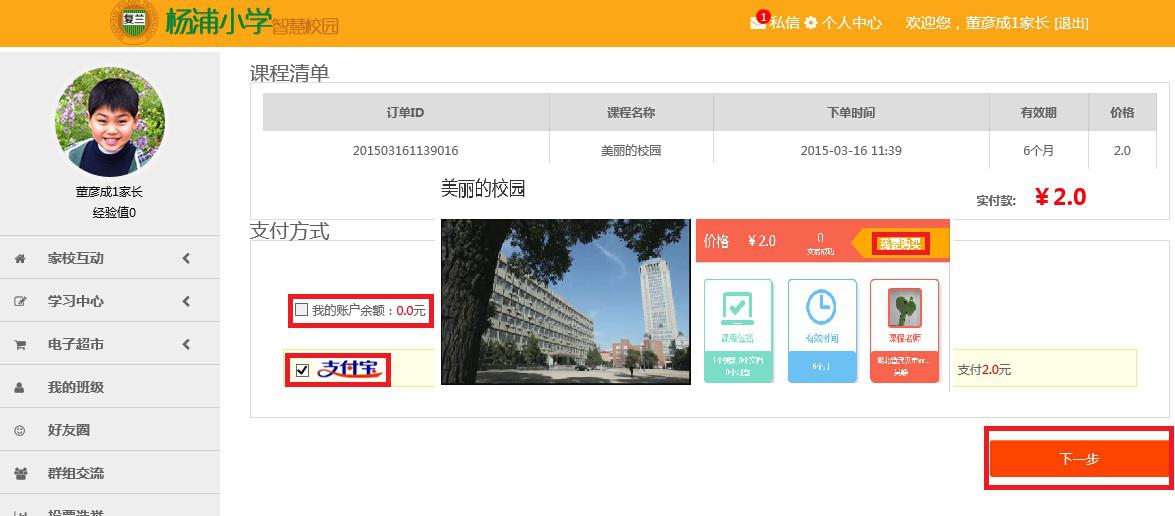 复兰
杨浦小学智慧校园
1
私信 个人中心 欢迎您，董彦成1家长 [退出]
董彦成1家长
经验值0
家校互动
学习中心
电子超市
我的班级
好友圈
群组交流
课程清单
订单ID 课程名称 下单时间 有效期 价格
201503161139016 美丽的校园 2015-03-16 11:39 6个月 2.0
实付款: ¥2.0
支付方式
我的账户余额：0.0元
支付宝
支付2.0元
美丽的校园
价格 ¥2.0 0 我要购买
交易成功
课程包括 有效时间 课程老师
6个月
下一步